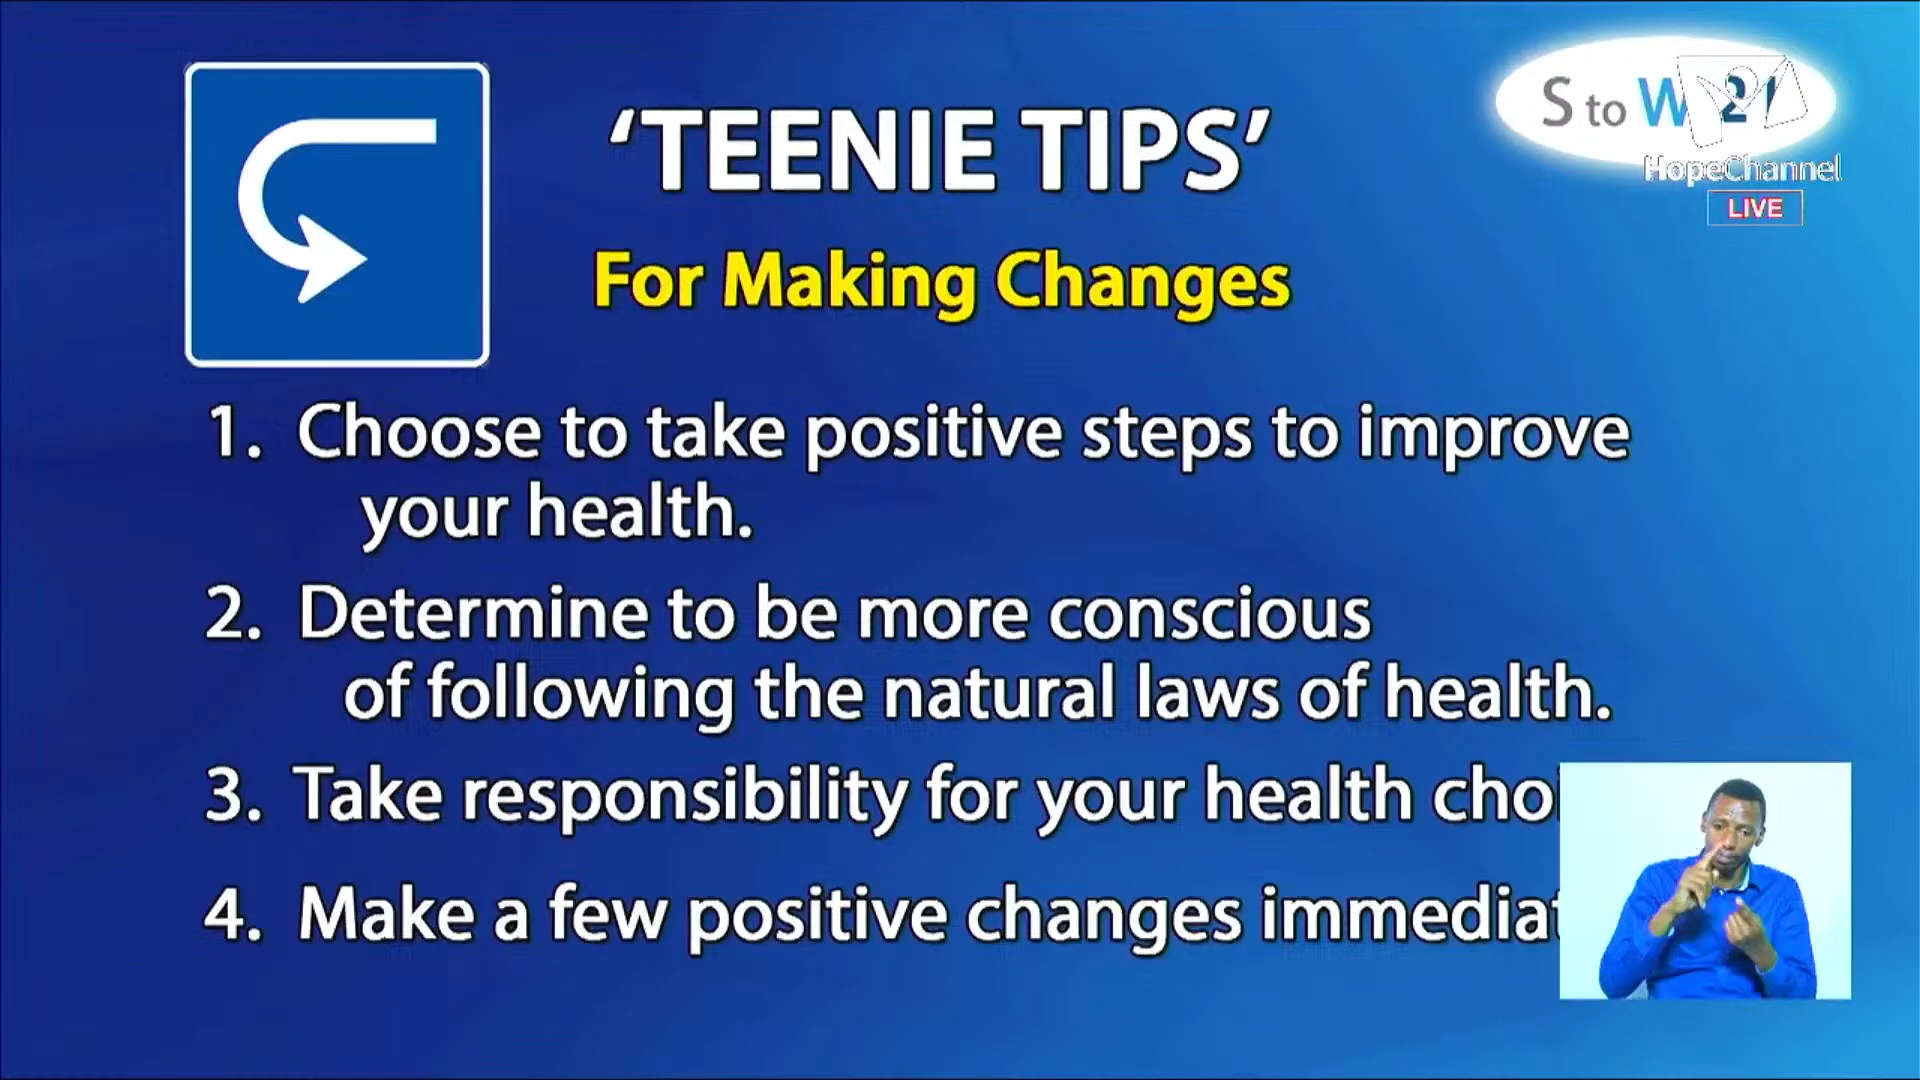 'TEENIE TIPS'
For Making Changes
S to W 21
HopeChannel
LIVE
1. Choose to take positive steps to improve
your health.
2. Determine to be more conscious
of following the natural laws of health.
3. Take responsibility for your health
4. Make a few positive changes